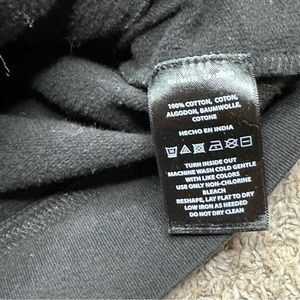 100% COTTON, COTON,
ALGODON, BAUMWOLLE,
COTONE
HECHO EN INDIA
TURN INSIDE OUT
MACHINE WASH COLD GENTLE
WITH LIKE COLORS
USE ONLY NON-CHLORINE
BLEACH
RESHAPE, LAY FLAT TO DRY
LOW IRON AS NEEDED
DO NOT DRY CLEAN